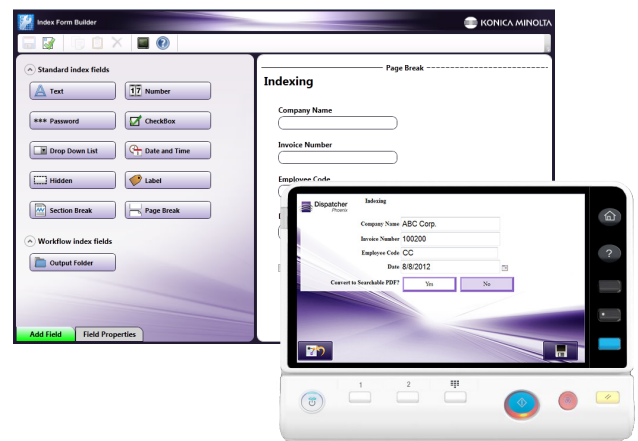 Index Form Builder
KONICA MINOLTA
Standard index fields
Text
Number
*** Password
CheckBox
Drop Down List
Date and Time
Hidden
Label
Section Break
Page Break
Workflow index fields
Output Folder
Add Field
Field Properties
Page Break
Indexing
Company Name
Invoice Number
Employee Code
Dispatcher
Phoenix
Indexing
Company Name ABC Corp.
Invoice Number 100200
Employee Code CC
Date 8/8/2012
Convert to Searchable PDF? Yes No
?
1 2